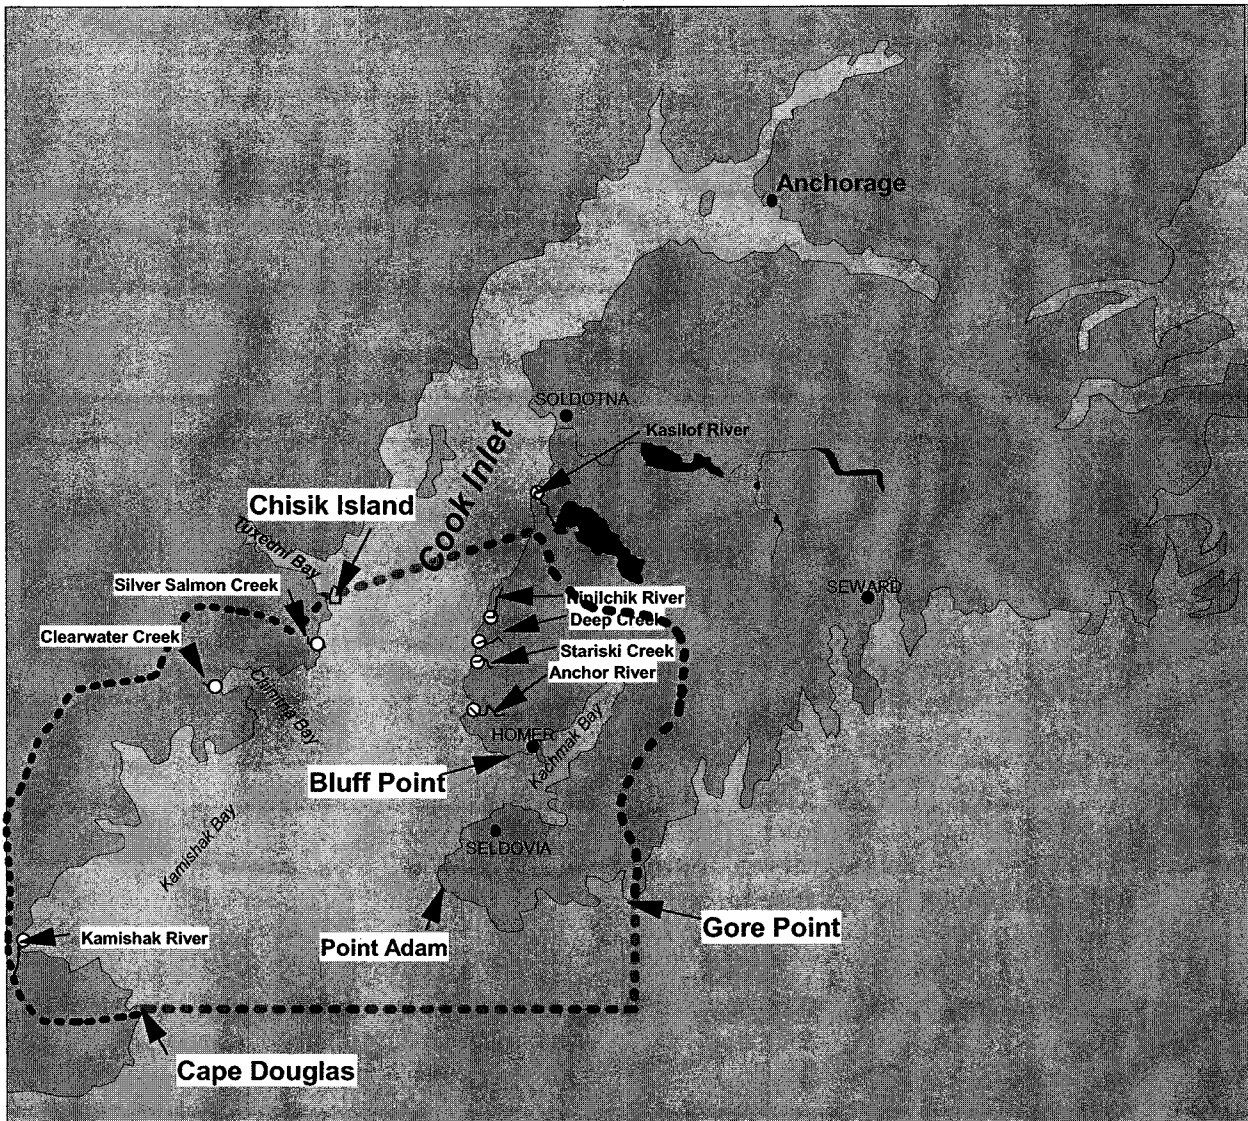 Anchorage
SOLDOTNA
Kasilof River
Cook Inlet
Chisik Island
Tuxedni Bay
Silver Salmon Creek
Ninilchik River
SEWARD
Deep Creek
Clearwater Creek
Stariski Creek
Anchor River
Chinina Bay
HOMER
Kachmak Bay
Bluff Point
Kamishak Bay
SELDOVIA
Gore Point
Kamishak River
Point Adam
Cape Douglas